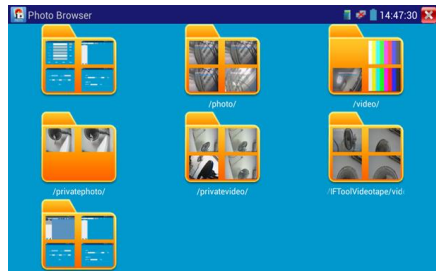 Photo Browser 14:47:30
/photo/ /video/
/privatephoto/ /privatevideo/ /IFToolVideotape/vid